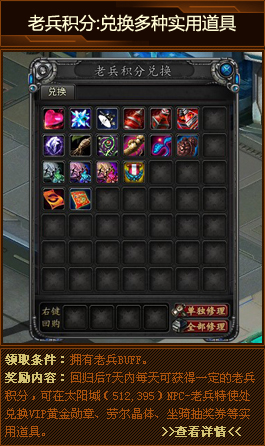 老兵积分:兑换多种实用道具
老兵积分兑换
兑换
右键
回购
单独修理
全部修理
领取条件：拥有老兵BUFF。
奖励内容：回归后7天内每天可获得一定的老兵
积分，可在太阳城（512,395）NPC-老兵特使处
兑换VIP黄金勋章、劳尔晶体、坐骑抽奖券等实
用道具。
>>查看详情<<